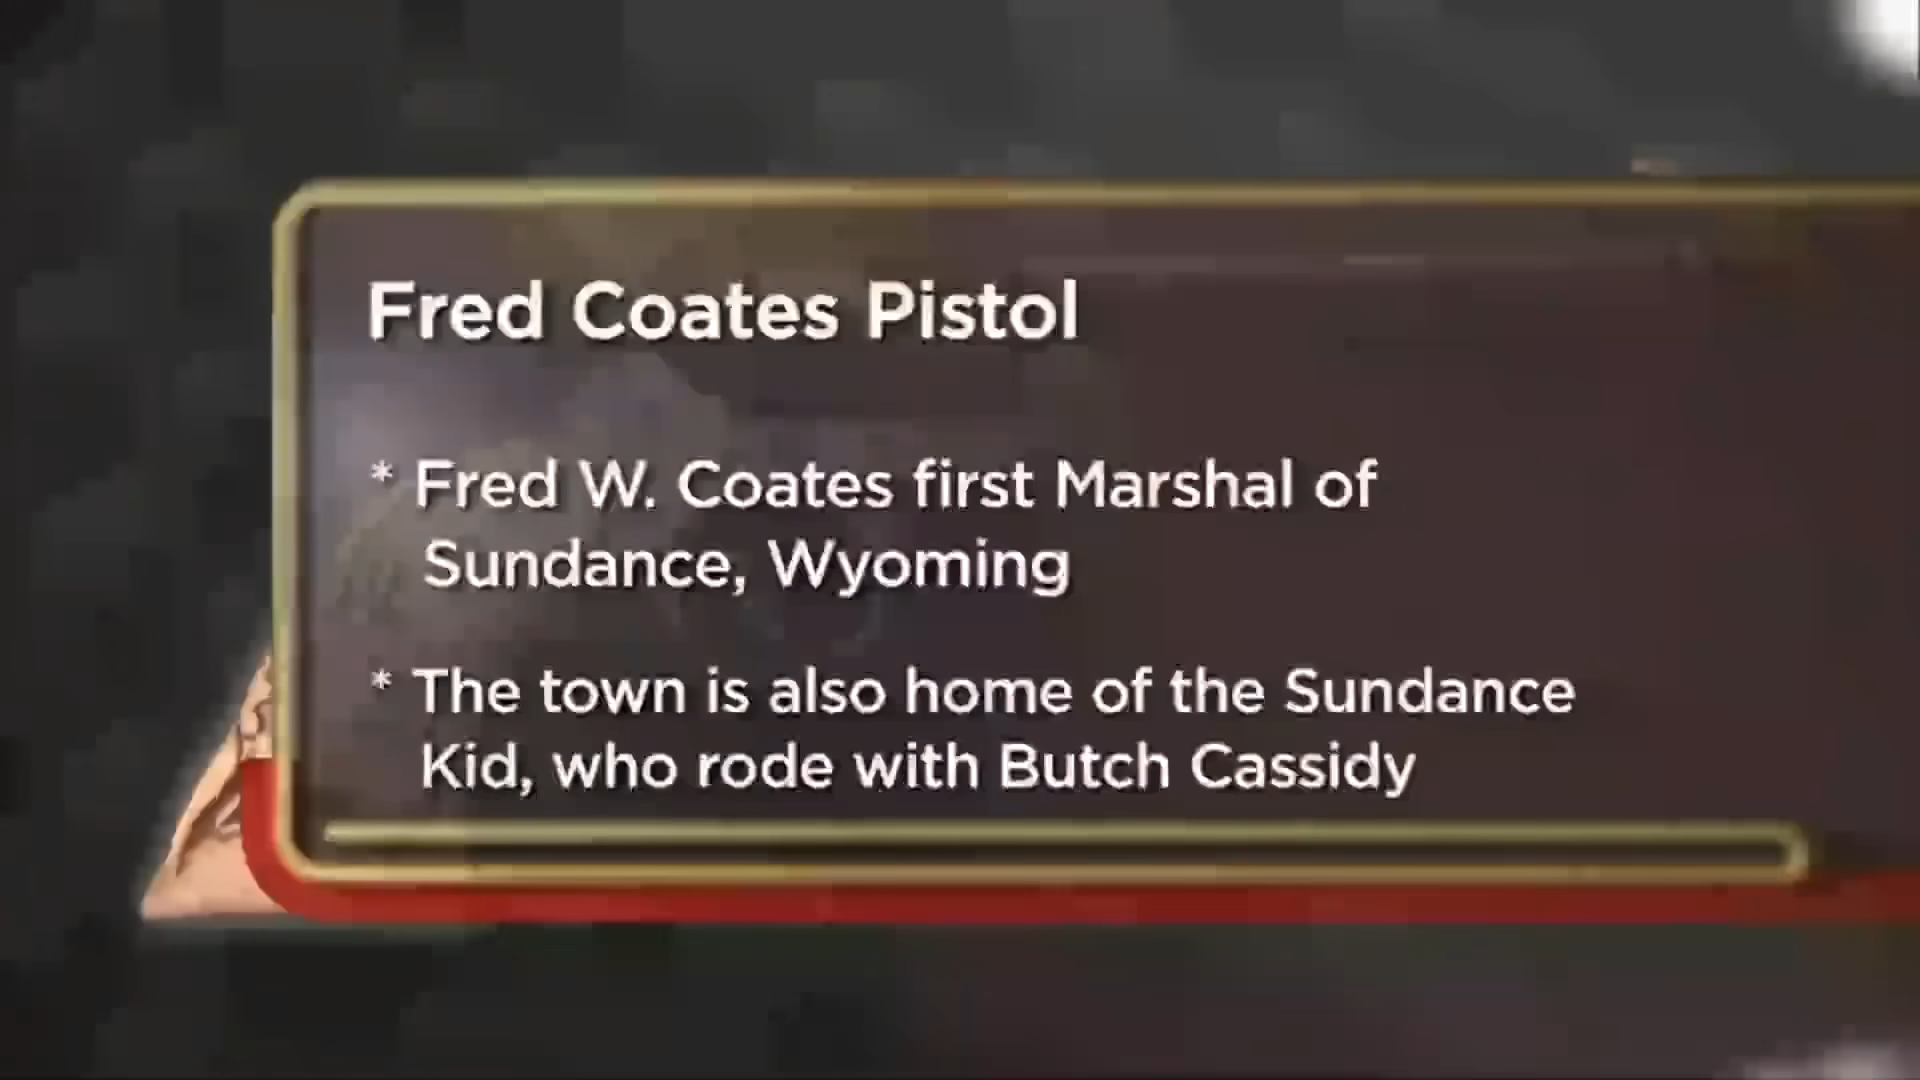 Fred Coates Pistol
* Fred W. Coates first Marshal of
Sundance, Wyoming
* The town is also home of the Sundance
Kid, who rode with Butch Cassidy